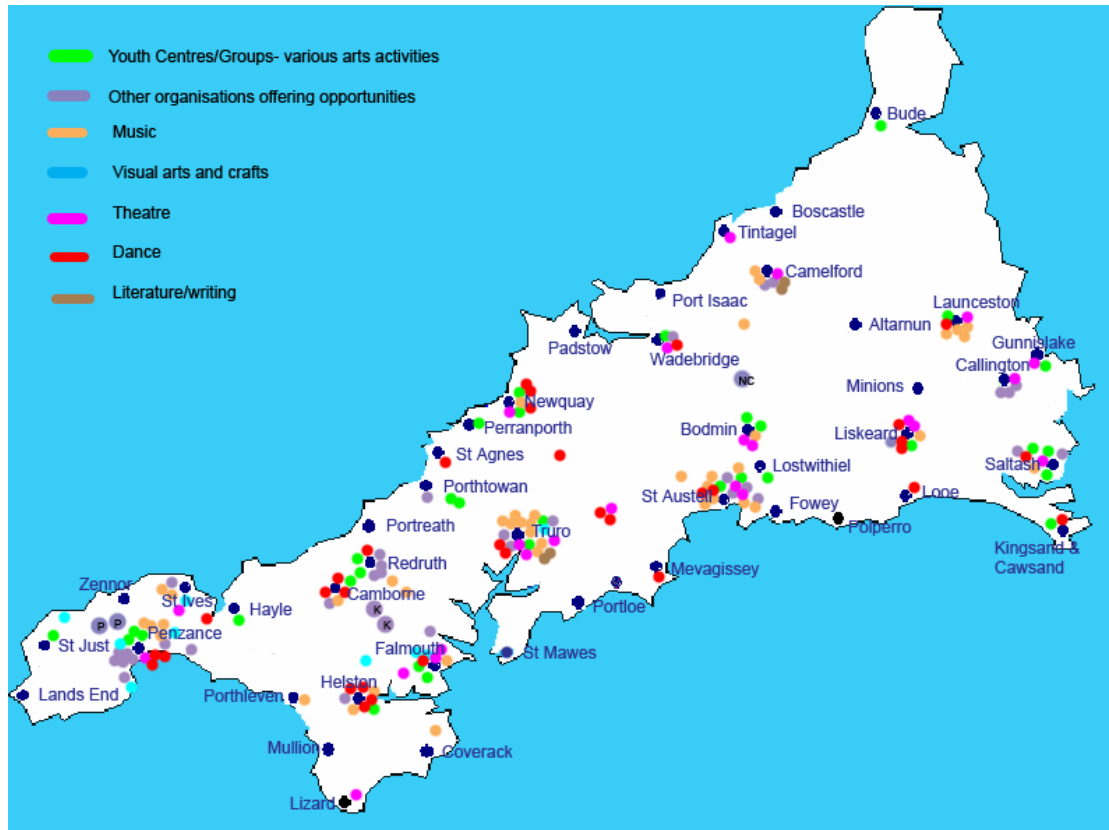 Youth Centres/Groups- various arts activities
Other organisations offering opportunities
Music
Visual arts and crafts
Theatre
Dance
Literature/writing
Bude
Boscastle
Tintagel
Camelford
Port Isaac
Launceston
Altarnun
Padstow
Wadebridge
Gunnislake
Callington
NC
Minions
Newquay
Perranporth
Bodmin
Liskeard
St Agnes
Lostwithiel
Saltash
Porthtowan
St Austell
Looe
Fowey
Portreath
Polperro
Truro
Kingsand &
Cawsand
Redruth
Mevagissey
Zennor
St Ives
Camborne
Hayle
K
Portloe
P
P
K
Penzance
St Just
Falmouth
St Mawes
Helston
Lands End
Porthleven
Mullion
Coverack
Lizard